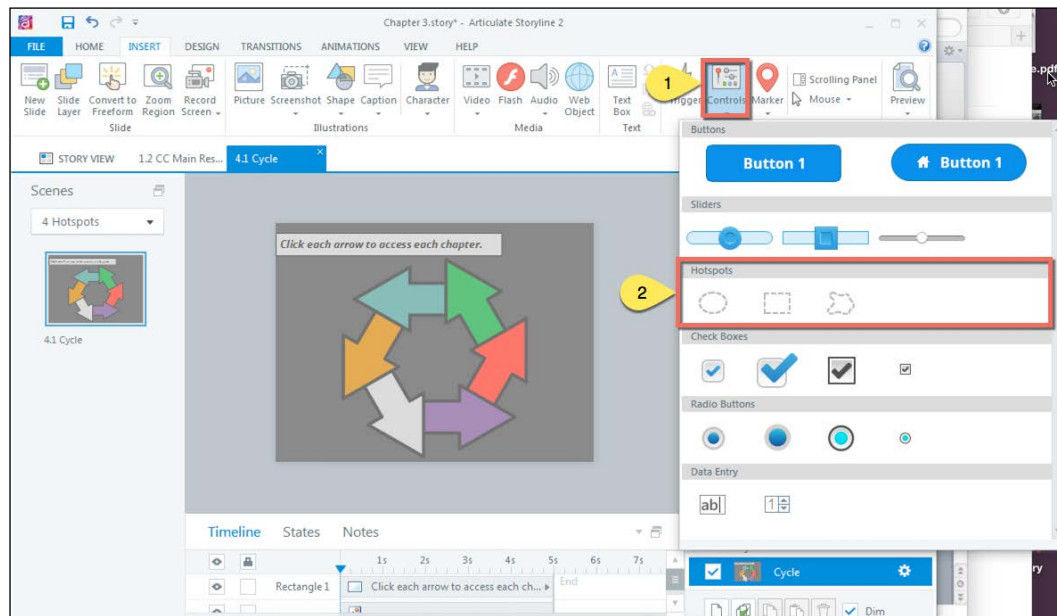 Chapter 3.story* - Articulate Storyline 2
FILE HOME INSERT DESIGN TRANSITIONS ANIMATIONS VIEW HELP
New Slide
Slide Layer
Convert to Freeform
Zoom Region
Record Screen
Picture
Screenshot
Shape
Caption
Character
Video
Flash
Audio
Web Object
Text Box
1
Trigger
Controls
Marker
Scrolling Panel
Mouse
Preview
Slide
Illustrations
Media
Text
e.pdf
STORY VIEW
1.2 CC Main Res...
4.1 Cycle
Scenes
4 Hotspots
4.1 Cycle
Click each arrow to access each chapter.
Buttons
Button 1
Button 1
Sliders
2
Hotspots
Check Boxes
Radio Buttons
Data Entry
ab
1
Timeline States Notes
1s 2s 3s 4s 5s 6s 7s
Rectangle 1
Click each arrow to access each ch...
End
Cycle
Dim
ry